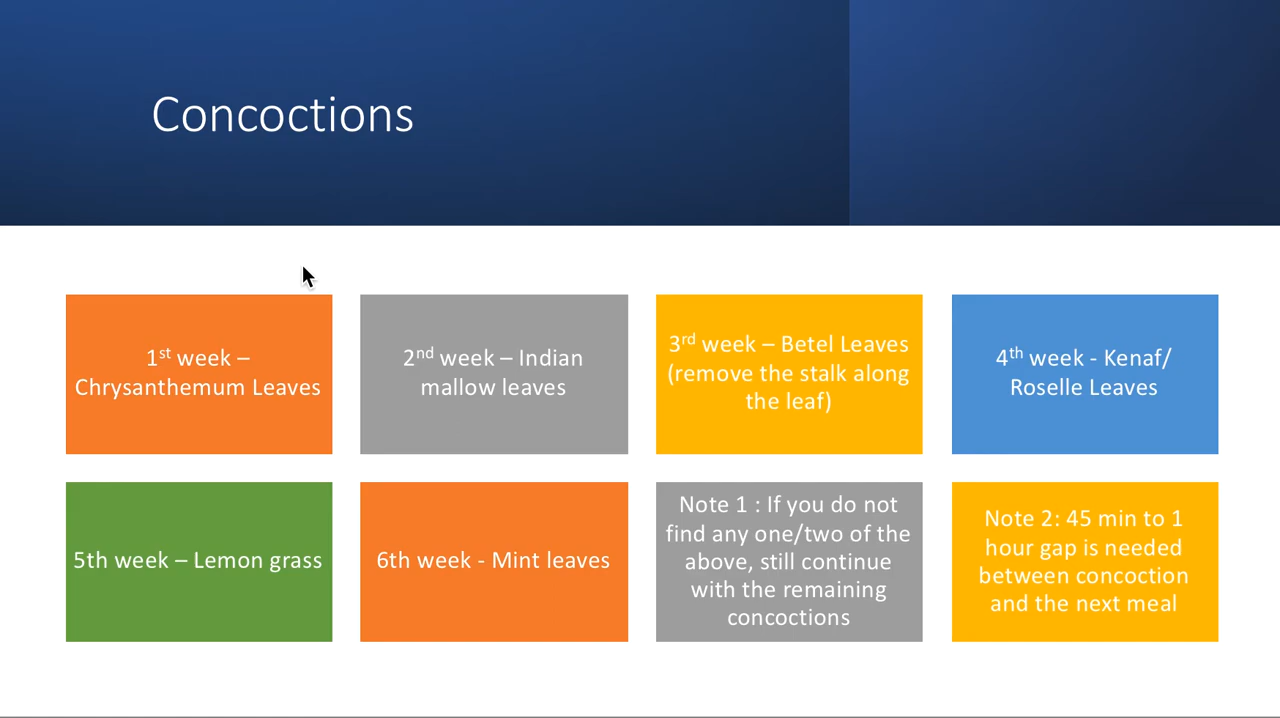 Concoctions
1st week –
Chrysanthemum Leaves
2nd week – Indian
mallow leaves
3rd week – Betel Leaves
(remove the stalk along
the leaf)
4th week - Kenaf/
Roselle Leaves
5th week – Lemon grass
6th week - Mint leaves
Note 1 : If you do not
find any one/two of the
above, still continue
with the remaining
concoctions
Note 2: 45 min to 1
hour gap is needed
between concoction
and the next meal